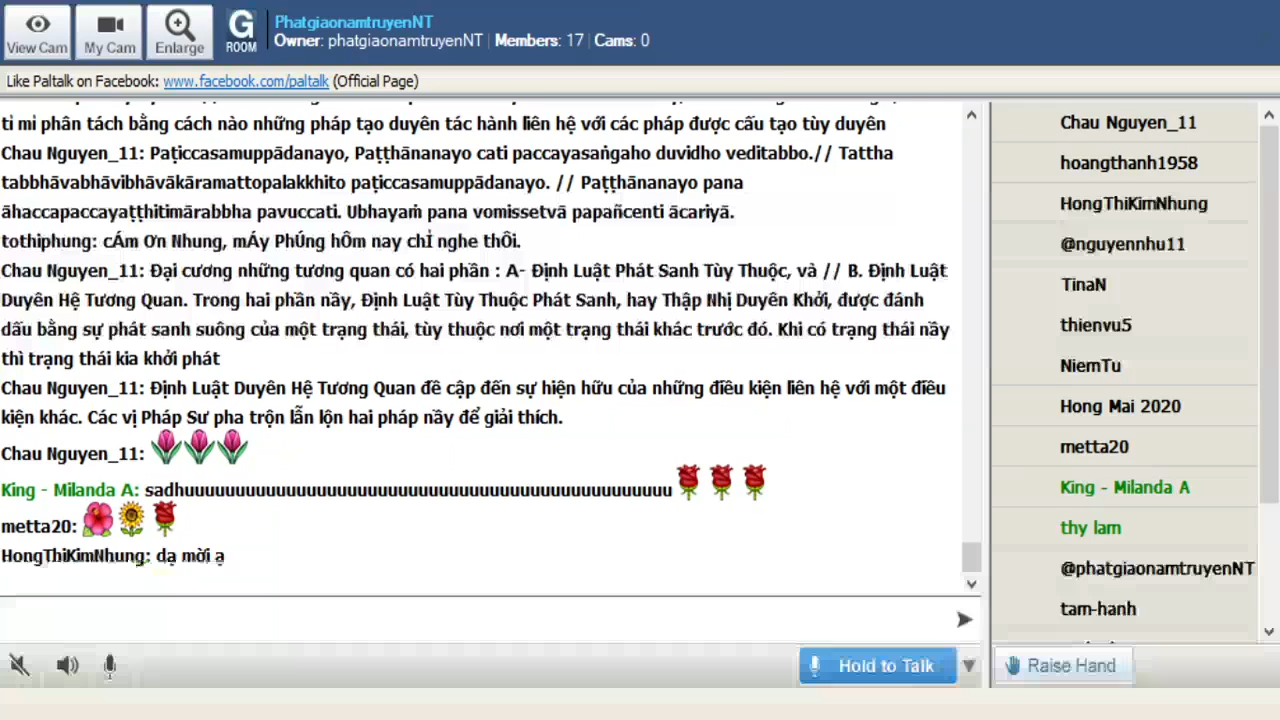 View Cam
My Cam
Enlarge
G
ROOM
PhatgiaonamtruyenNT
Owner: phatgiaonamtruyenNT | Members: 17 | Cams: 0
Like Paltalk on Facebook: www.facebook.com/paltalk (Official Page)
tỉ mỉ phân tách bằng cách nào những pháp tạo duyên tác hành liên hệ với các pháp được cấu tạo tùy duyên
Chau Nguyen_11: Paṭiccasamuppādanayo, Paṭṭhānanayo cati paccayasaṅgaho duvidho veditabbo.// Tattha
tabbhāvabhāvibhāvākāramattopalakkhito paṭiccasamuppādanayo. // Paṭṭhānanayo pana
āhaccapaccayaṭṭhitimārabbha pavuccati. Ubhayaṁ pana vomissetvā papañcenti ācariyā.
tothiphung: cÁm Ơn Nhung, mÁy PhÚng hÔm nay chỈ nghe thÔi.
Chau Nguyen_11: Đại cương những tương quan có hai phần : A- Định Luật Phát Sanh Tùy Thuộc, và // B. Định Luật
Duyên Hệ Tương Quan. Trong hai phần nầy, Định Luật Tùy Thuộc Phát Sanh, hay Thập Nhị Duyên Khởi, được đánh
dấu bằng sự phát sanh suông của một trạng thái, tùy thuộc nơi một trạng thái khác trước đó. Khi có trạng thái nầy
thì trạng thái kia khởi phát
Chau Nguyen_11: Định Luật Duyên Hệ Tương Quan đề cập đến sự hiện hữu của những điều kiện liên hệ với một điều
kiện khác. Các vị Pháp Sư pha trộn lẫn lộn hai pháp nầy để giải thích.
Chau Nguyen_11:
King - Milanda A: sadhuuuuuuuuuuuuuuuuuuuuuuuuuuuuuuuuuuuuuuuuuuuuuuuu
metta20:
HongThiKimNhung: dạ mời ạ
Chau Nguyen_11
hoangthanh1958
HongThiKimNhung
@nguyennhu11
TinaN
thienvu5
NiemTu
Hong Mai 2020
metta20
King - Milanda A
thy lam
@phatgiaonamtruyenNT
tam-hanh
Hold to Talk
Raise Hand